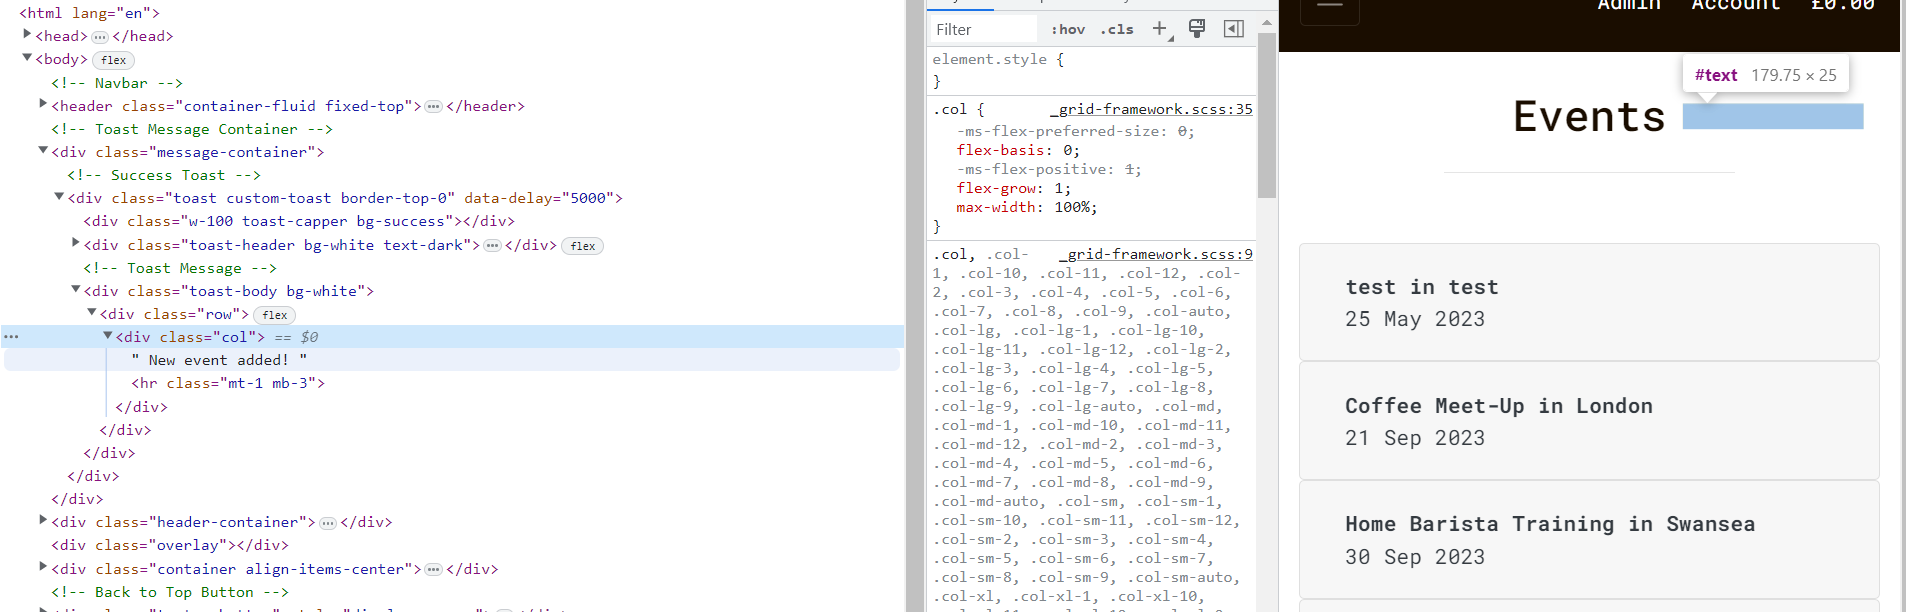 <html lang="en">
<head> ⋯ </head>
<body> flex
<!-- Navbar -->
<header class="container-fluid fixed-top"> ⋯ </header>
<!-- Toast Message Container -->
<div class="message-container">
<!-- Success Toast -->
<div class="toast custom-toast border-top-0" data-delay="5000">
<div class="w-100 toast-capper bg-success"></div>
<div class="toast-header bg-white text-dark"> ⋯ </div> flex
<!-- Toast Message -->
<div class="toast-body bg-white">
<div class="row"> flex
⋯ <div class="col"> == $0
" New event added! "
<hr class="mt-1 mb-3">
</div>
</div>
</div>
</div>
</div>
<div class="header-container"> ⋯ </div>
<div class="overlay"></div>
<div class="container align-items-center"> ⋯ </div>
<!-- Back to Top Button -->
Filter :hov .cls
element.style {
}
.col { _grid-framework.scss:35
-ms-flex-preferred-size: 0;
flex-basis: 0;
-ms-flex-positive: 1;
flex-grow: 1;
max-width: 100%;
}
.col, .col- _grid-framework.scss:9
1, .col-10, .col-11, .col-12, .col-
2, .col-3, .col-4, .col-5, .col-6,
.col-7, .col-8, .col-9, .col-auto,
.col-lg, .col-lg-1, .col-lg-10,
.col-lg-11, .col-lg-12, .col-lg-2,
.col-lg-3, .col-lg-4, .col-lg-5,
.col-lg-6, .col-lg-7, .col-lg-8,
.col-lg-9, .col-lg-auto, .col-md,
.col-md-1, .col-md-10, .col-md-11,
.col-md-12, .col-md-2, .col-md-3,
.col-md-4, .col-md-5, .col-md-6,
.col-md-7, .col-md-8, .col-md-9,
.col-md-auto, .col-sm, .col-sm-1,
.col-sm-10, .col-sm-11, .col-sm-12,
.col-sm-2, .col-sm-3, .col-sm-4,
.col-sm-5, .col-sm-6, .col-sm-7,
.col-sm-8, .col-sm-9, .col-sm-auto,
.col-xl, .col-xl-1, .col-xl-10,
Admin Account £0.00
#text 179.75 × 25
Events
test in test
25 May 2023
Coffee Meet-Up in London
21 Sep 2023
Home Barista Training in Swansea
30 Sep 2023